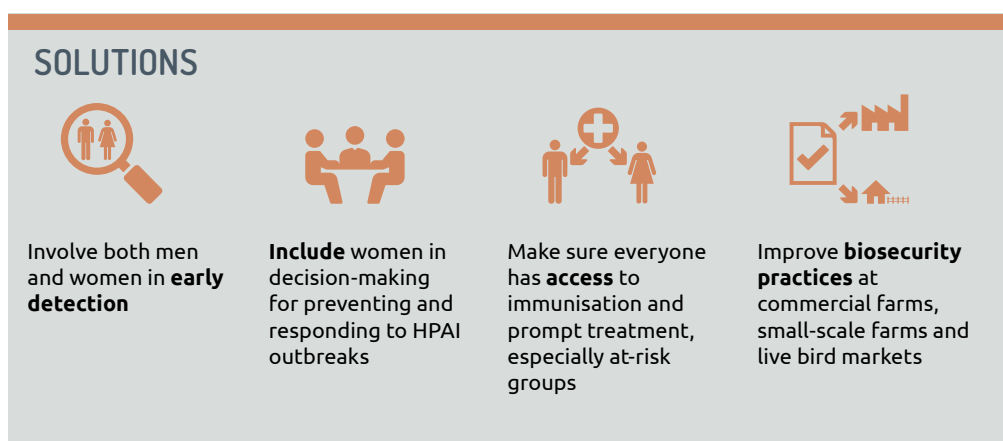 SOLUTIONS
Involve both men
and women in early
detection
Include women in
decision-making
for preventing and
responding to HPAI
outbreaks
Make sure everyone
has access to
immunisation and
prompt treatment,
especially at-risk
groups
Improve biosecurity
practices at
commercial farms,
small-scale farms and
live bird markets